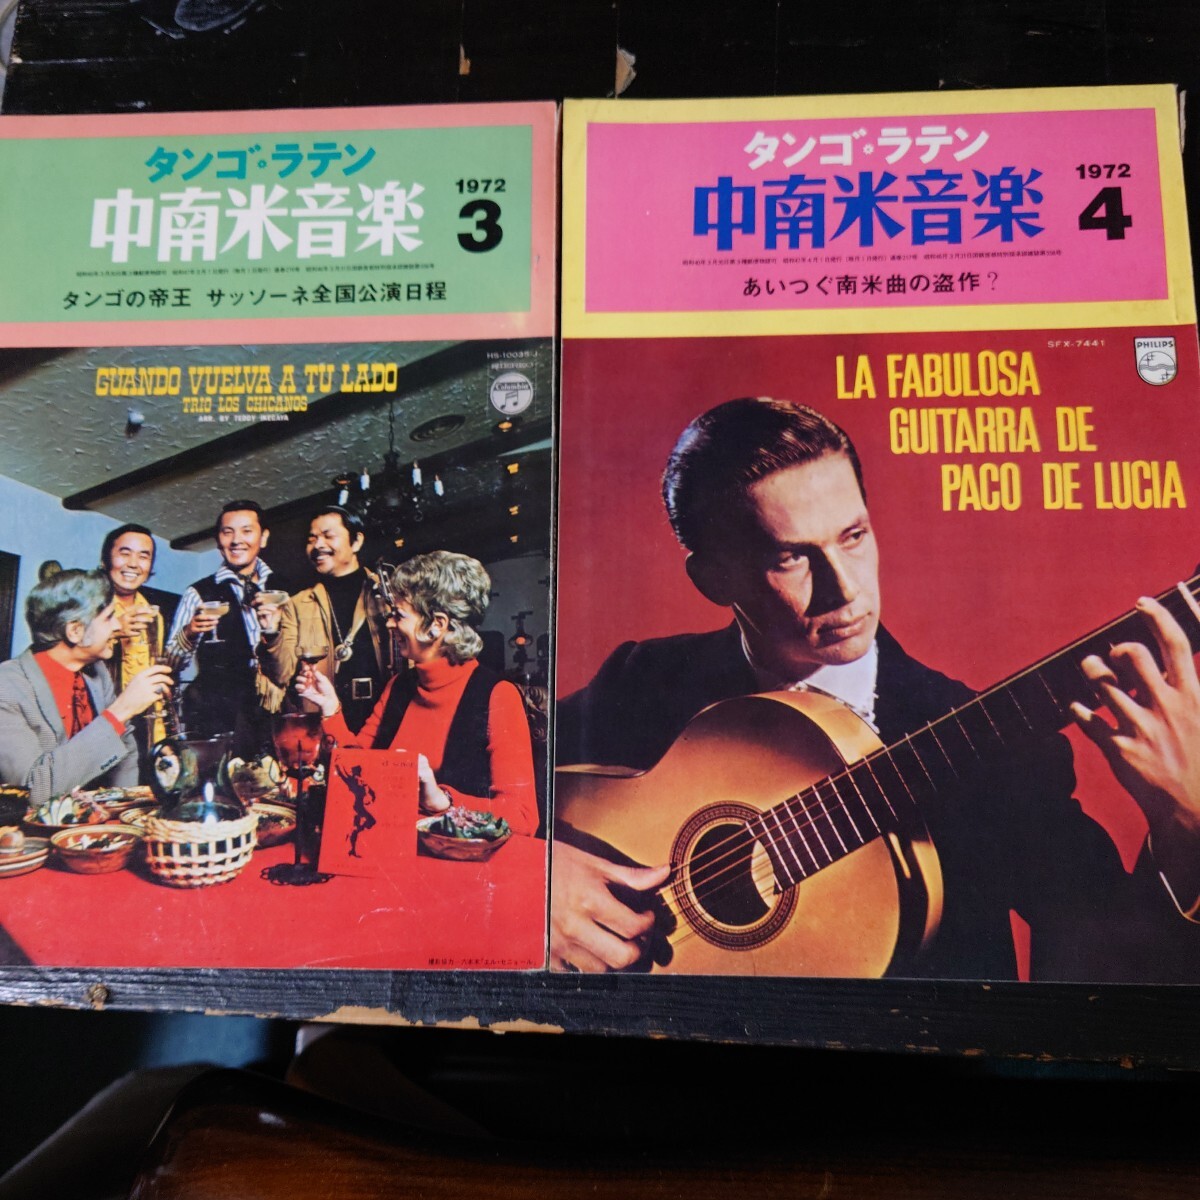 タンゴ・ラテン
中南米音楽
1972
3
タンゴの帝王 サッソーネ全国公演日程
HS-10035-J
Columbia
CUANDO VUELVA A TÚ LADO
TRIO LOS CHICANOS
タンゴ・ラテン
中南米音楽
1972
4
あいつぐ南米曲の盗作?
SFX-7441
PHILIPS
LA FABULOSA
GUITARRA DE
PACO DE LUCIA